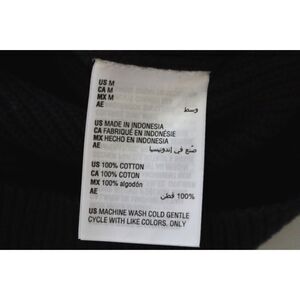 US M
CA M
MX M
AE وسط
US MADE IN INDONESIA
CA FABRIQUÉ EN INDONESIA
MX HECHO EN INDONESIA
AE صنع في إندونيسيا
US 100% COTTON
CA 100% COTON
MX 100% algodón
AE 100% قطن
US MACHINE WASH COLD GENTLE
CYCLE WITH LIKE COLORS. ONLY